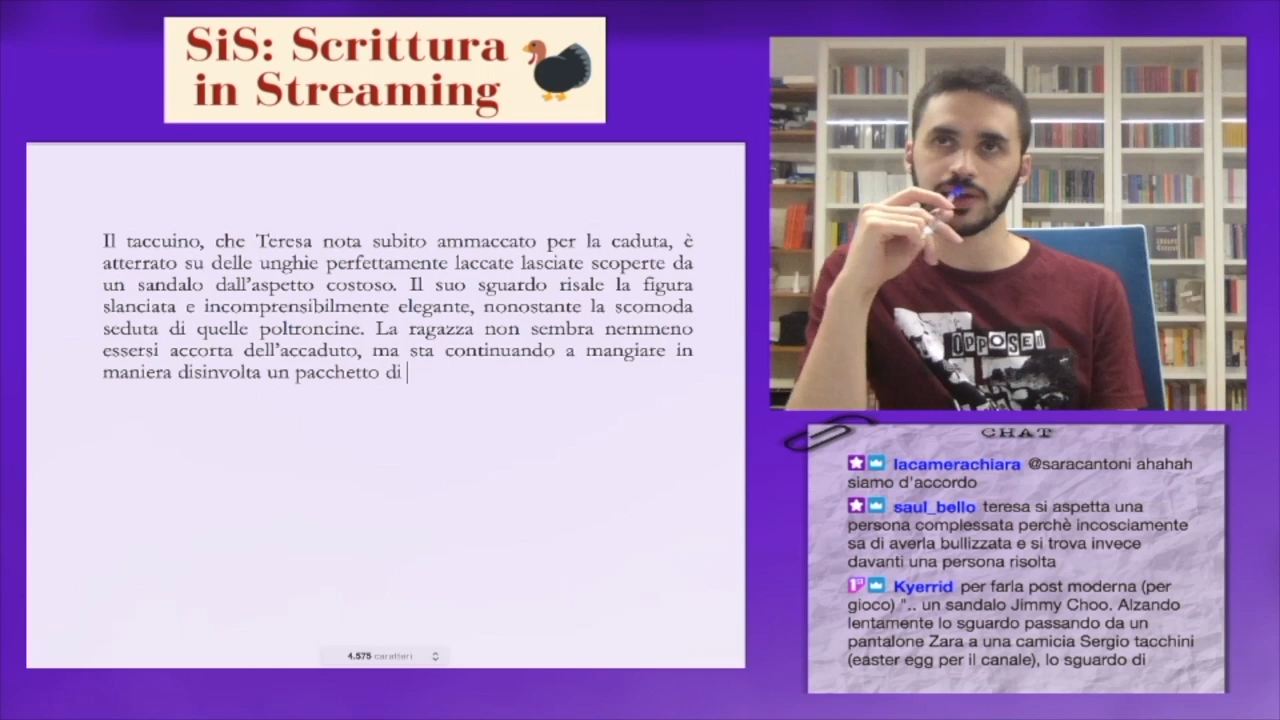 SiS: Scrittura
in Streaming
Il taccuino, che Teresa nota subito ammaccato per la caduta, è
atterrato su delle unghie perfettamente laccate lasciate scoperte da
un sandalo dall'aspetto costoso. Il suo sguardo risale la figura
slanciata e incomprensibilmente elegante, nonostante la scomoda
seduta di quelle poltroncine. La ragazza non sembra nemmeno
essersi accorta dell'accaduto, ma sta continuando a mangiare in
maniera disinvolta un pacchetto di
4.575 caratteri
OPPOSEN
CHAT
lacamerachiara @saracantoni ahahah
siamo d'accordo
saul_bello teresa si aspetta una
persona complessata perchè incosciamente
sa di averla bullizzata e si trova invece
davanti una persona risolta
Kyerrid per farla post moderna (per
gioco) ".. un sandalo Jimmy Choo. Alzando
lentamente lo sguardo passando da un
pantalone Zara a una camicia Sergio tacchini
(easter egg per il canale), lo sguardo di